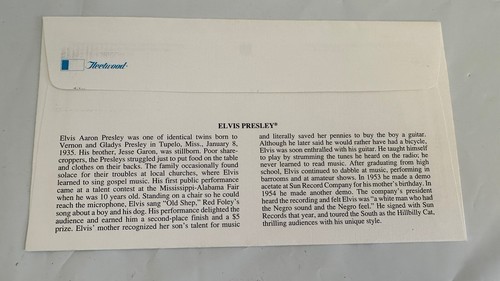 Fleetwood
ELVIS PRESLEY®
Elvis Aaron Presley was one of identical twins born to
Vernon and Gladys Presley in Tupelo, Miss., January 8,
1935. His brother, Jesse Garon, was stillborn. Poor share-
croppers, the Presleys struggled just to put food on the table
and clothes on their backs. The family occasionally found
solace for their troubles at local churches, where Elvis
learned to sing gospel music. His first public performance
came at a talent contest at the Mississippi-Alabama Fair
when he was 10 years old. Standing on a chair so he could
reach the microphone, Elvis sang "Old Shep," Red Foley's
song about a boy and his dog. His performance delighted the
audience and earned him a second-place finish and a $5
prize. Elvis' mother recognized her son's talent for music
and literally saved her pennies to buy the boy a guitar.
Although he later said he would rather have had a bicycle,
Elvis was soon enthralled with his guitar. He taught himself
to play by strumming the tunes he heard on the radio; he
never learned to read music. After graduating from high
school, Elvis continued to dabble at music, performing in
barrooms and at amateur shows. In 1953 he made a demo
acetate at Sun Record Company for his mother's birthday. In
1954 he made another demo. The company's president
heard the recording and felt Elvis was "a white man who had
the Negro sound and the Negro feel." He signed with Sun
Records that year, and toured the South as the Hillbilly Cat,
thrilling audiences with his unique style.